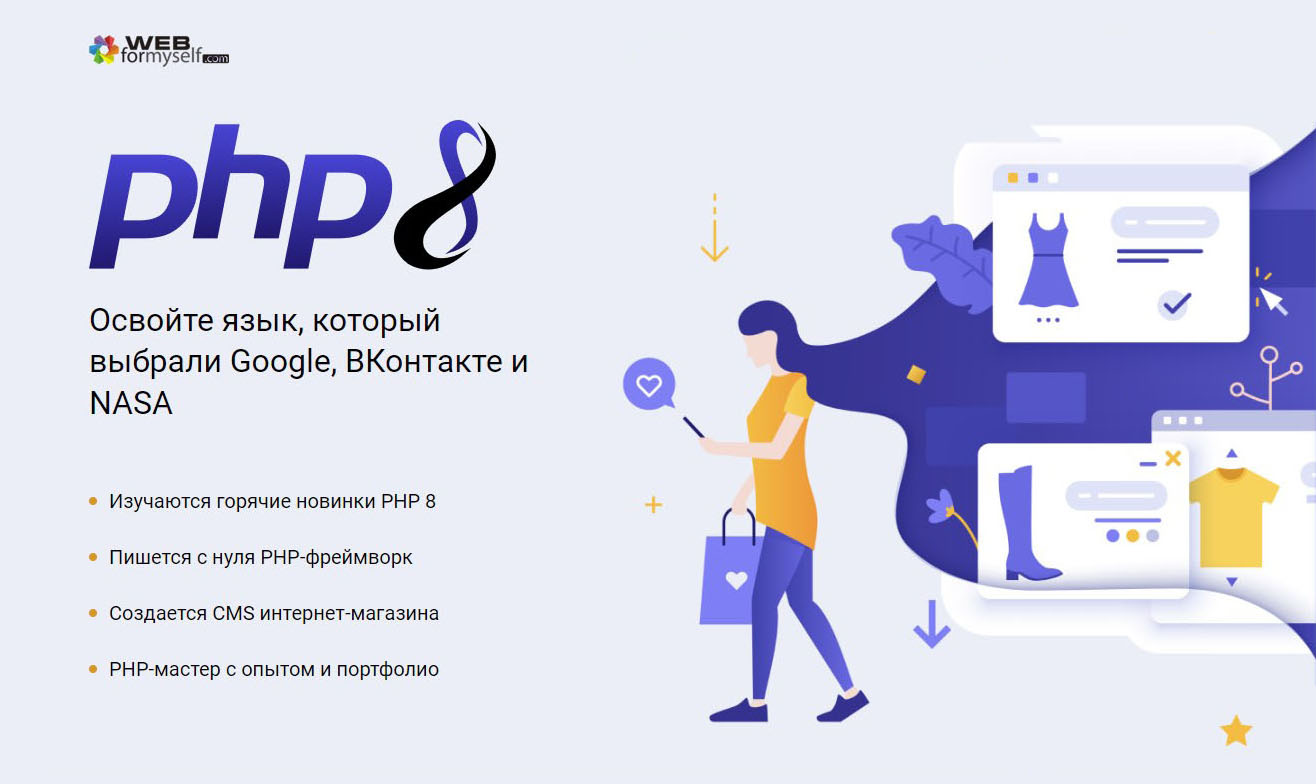 WEB
formyself.com
php 8
Освойте язык, который
выбрали Google, ВКонтакте и
NASA
Изучаются горячие новинки PHP 8
Пишется с нуля PHP-фреймворк
Создается CMS интернет-магазина
PHP-мастер с опытом и портфолио